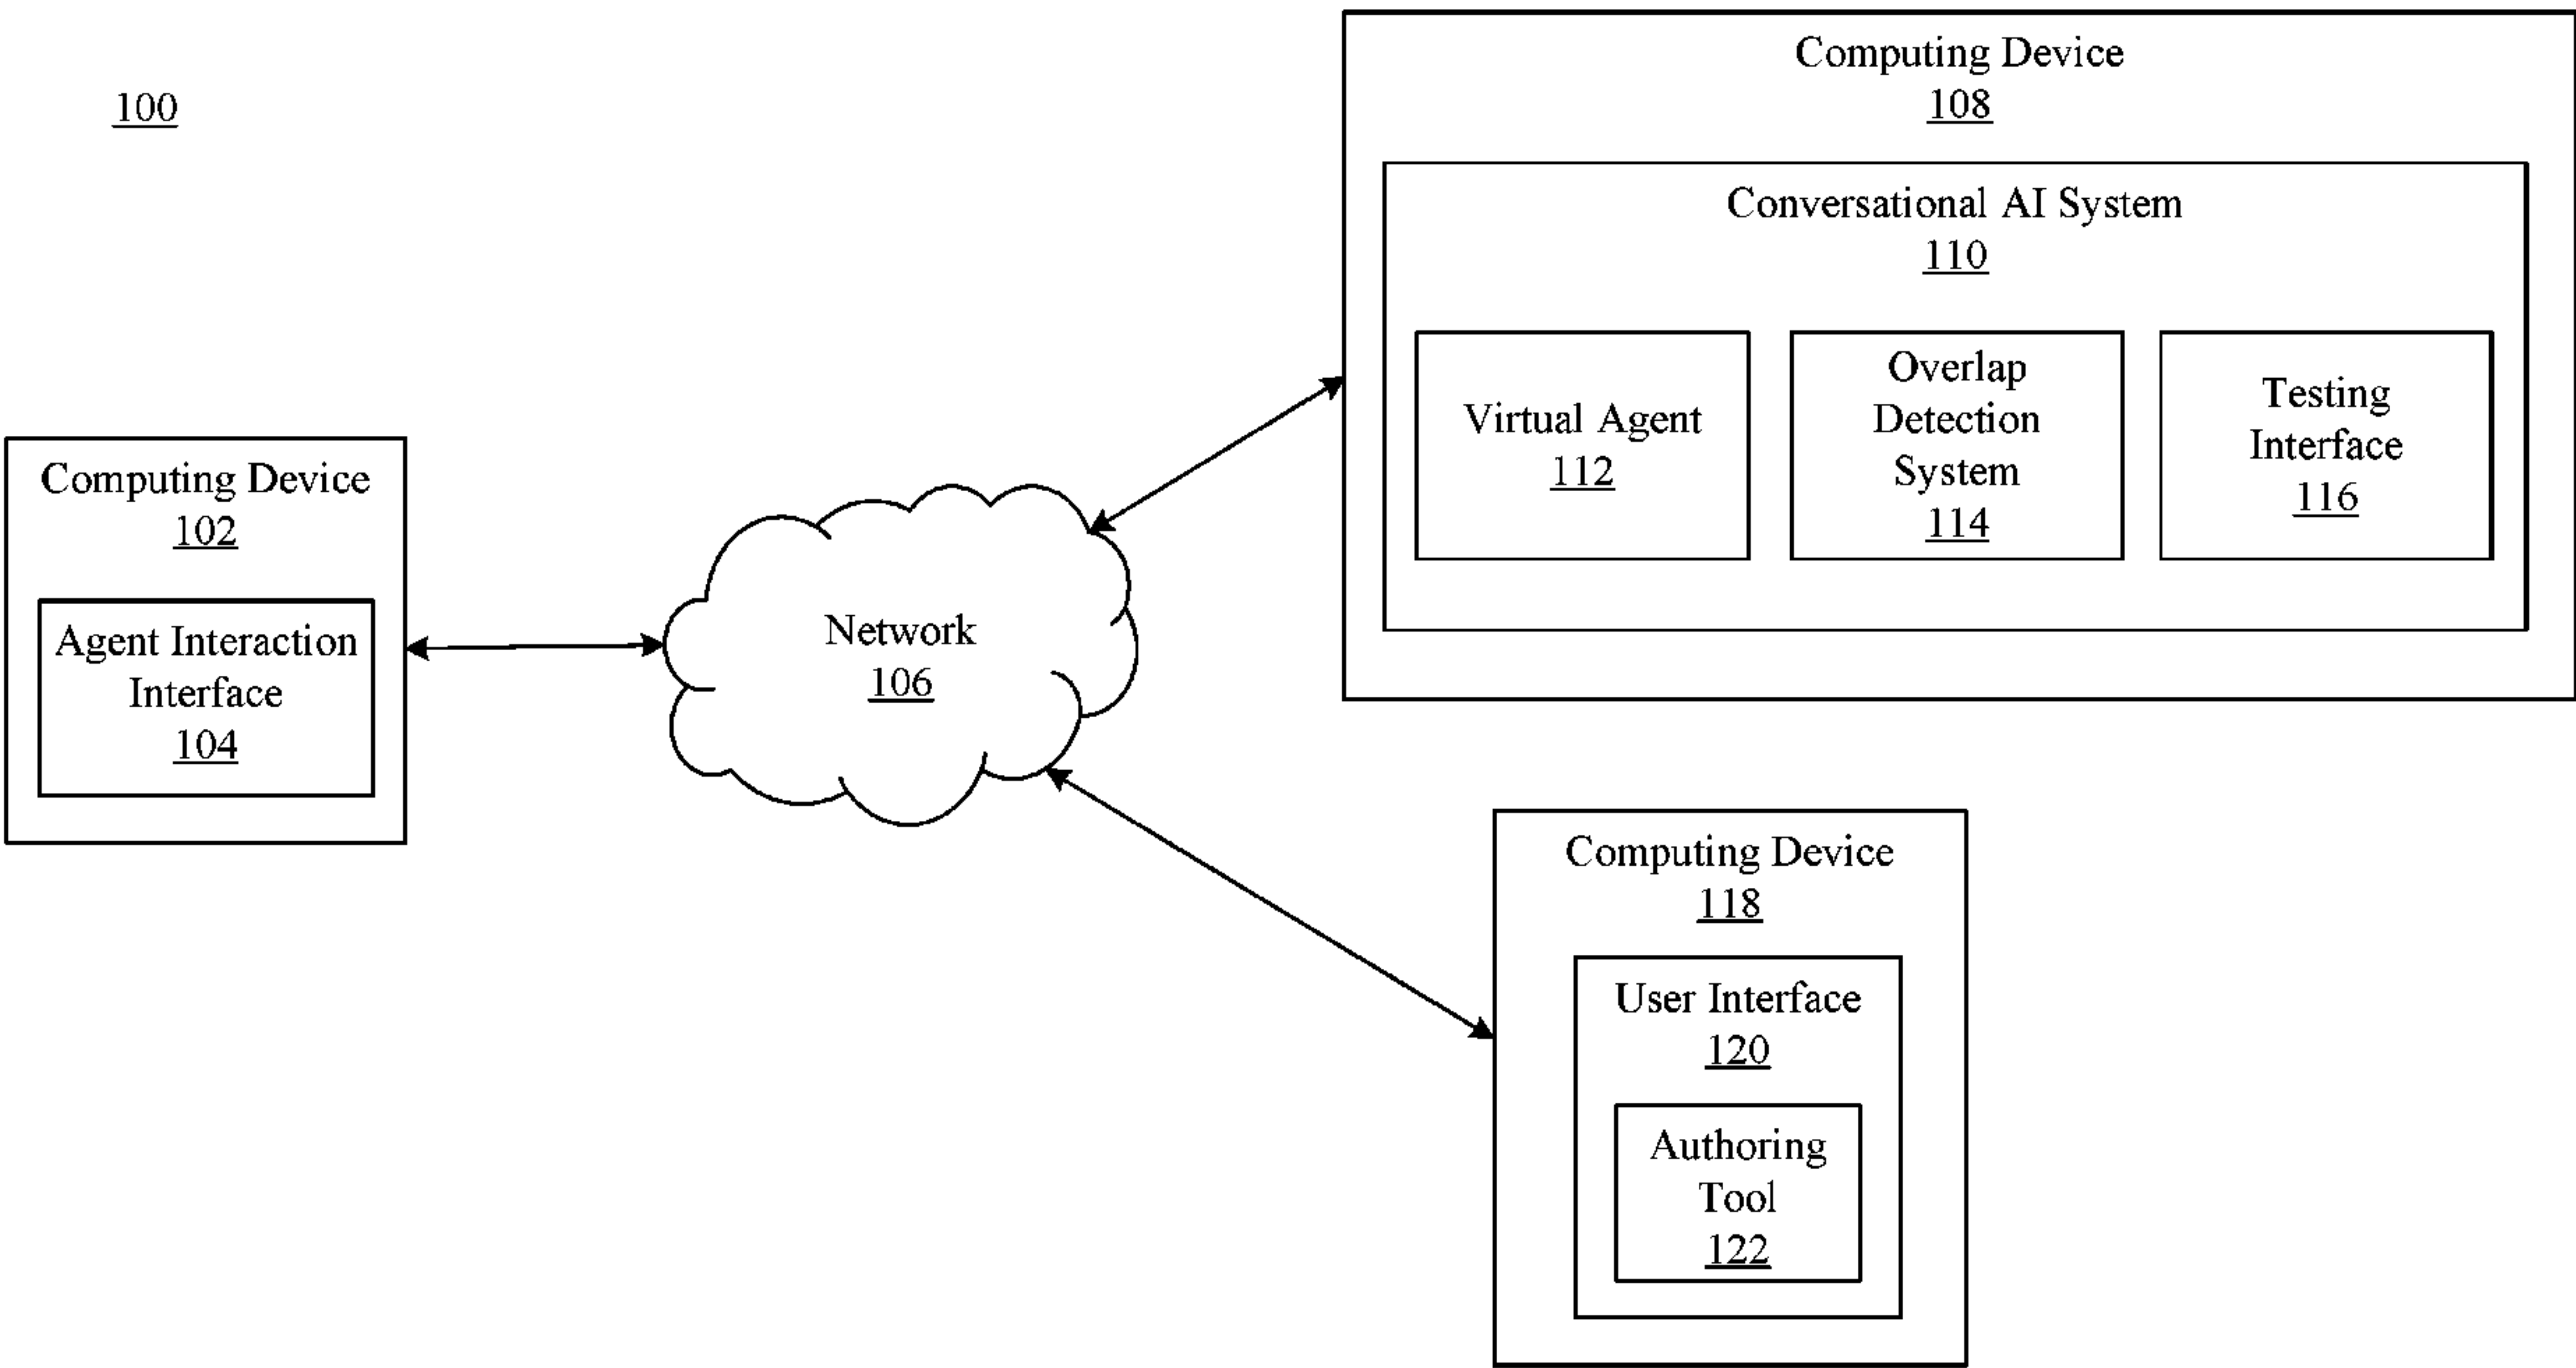 100
Computing Device
108
Conversational AI System
110
Virtual Agent
112
Overlap
Detection
System
114
Testing
Interface
116
Computing Device
102
Agent Interaction
Interface
104
Network
106
Computing Device
118
User Interface
120
Authoring
Tool
122